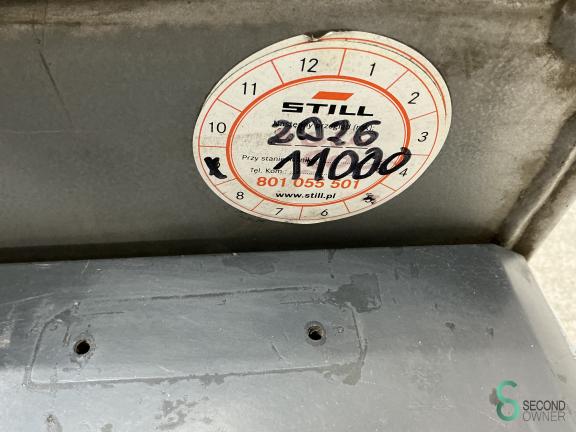 12
1
11
2
STILL
10
3
2026
Przy stanie
11000
4
Tel. Kom.:
801 055 501
8
www.still.pl
7
6
SECOND
OWNER